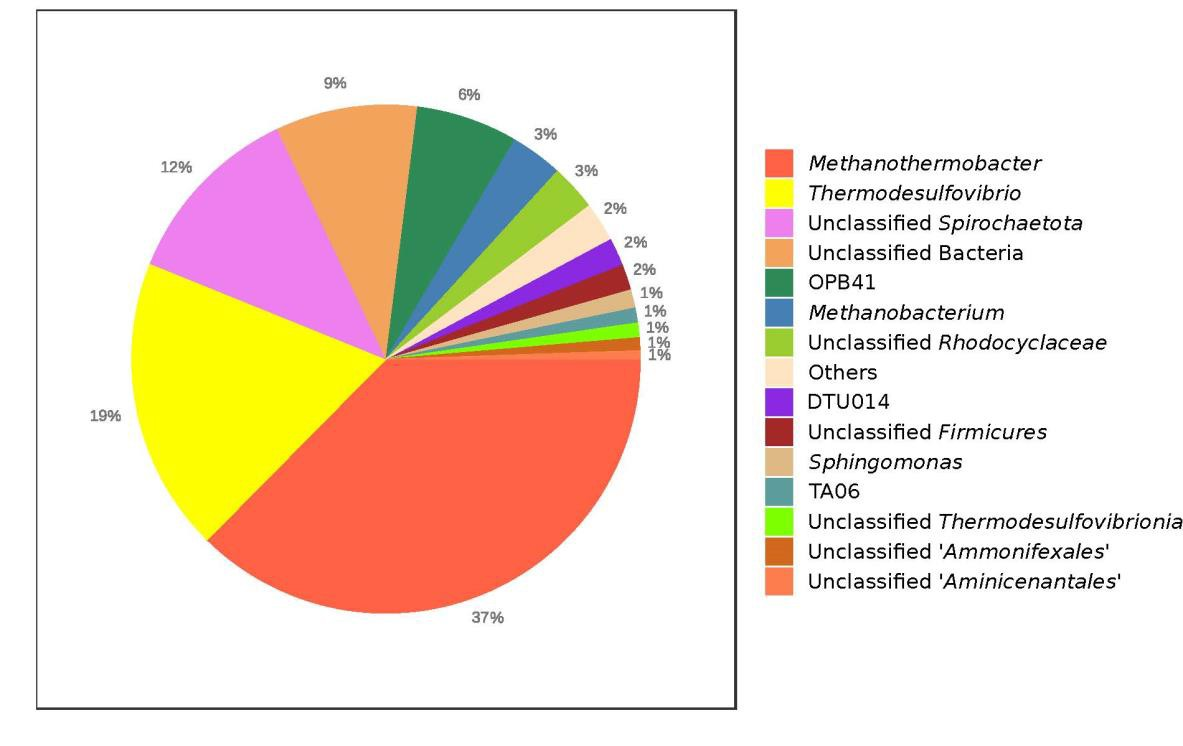 9%
6%
3%
12%
3%
2%
2%
2%
1%
1%
1%
1%
1%
19%
37%
Methanothermobacter
Thermodesulfovibrio
Unclassified Spirochaetota
Unclassified Bacteria
OPB41
Methanobacterium
Unclassified Rhodocyclaceae
Others
DTU014
Unclassified Firmicures
Sphingomonas
TA06
Unclassified Thermodesulfovibrionia
Unclassified 'Ammonifexales'
Unclassified 'Aminicenantales'